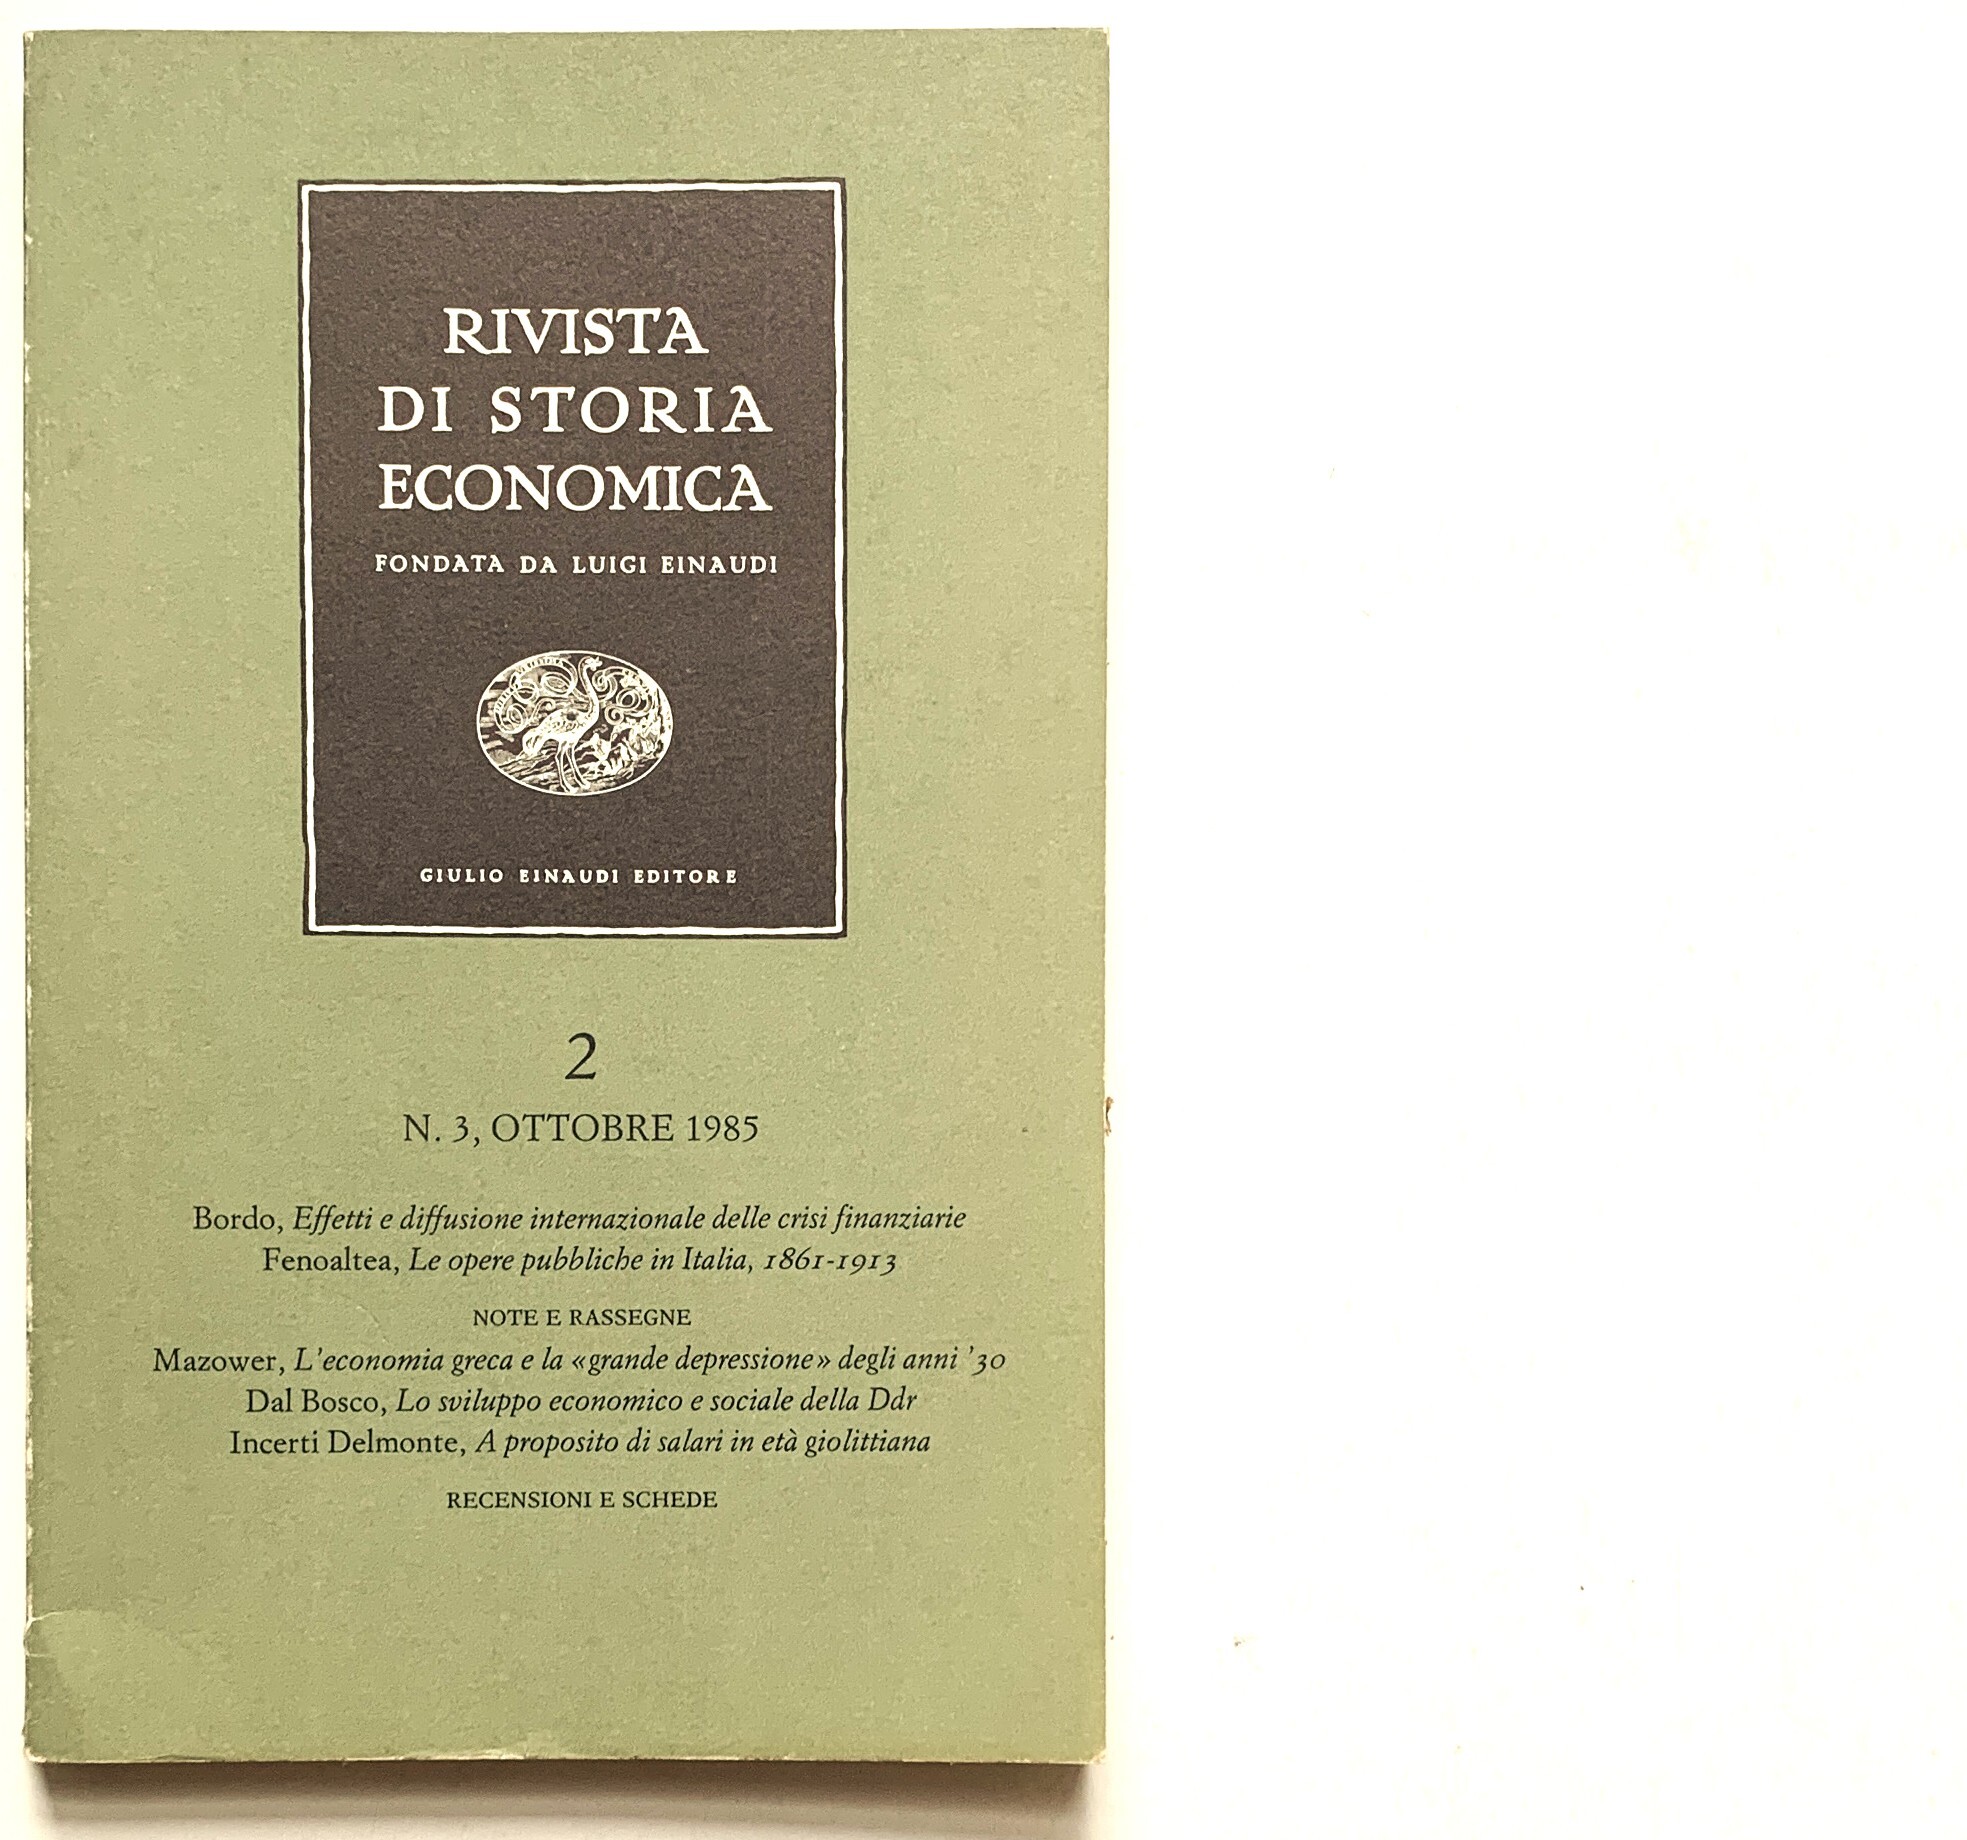 RIVISTA
DI STORIA
ECONOMICA
FONDATA DA LUIGI EINAUDI
GIULIO EINAUDI EDITORE
2
N. 3, OTTOBRE 1985
Bordo, Effetti e diffusione internazionale delle crisi finanziarie
Fenoaltea, Le opere pubbliche in Italia, 1861-1913
NOTE E RASSEGNE
Mazower, L'economia greca e la «grande depressione» degli anni '30
Dal Bosco, Lo sviluppo economico e sociale della Ddr
Incerti Delmonte, A proposito di salari in età giolittiana
RECENSIONI E SCHEDE